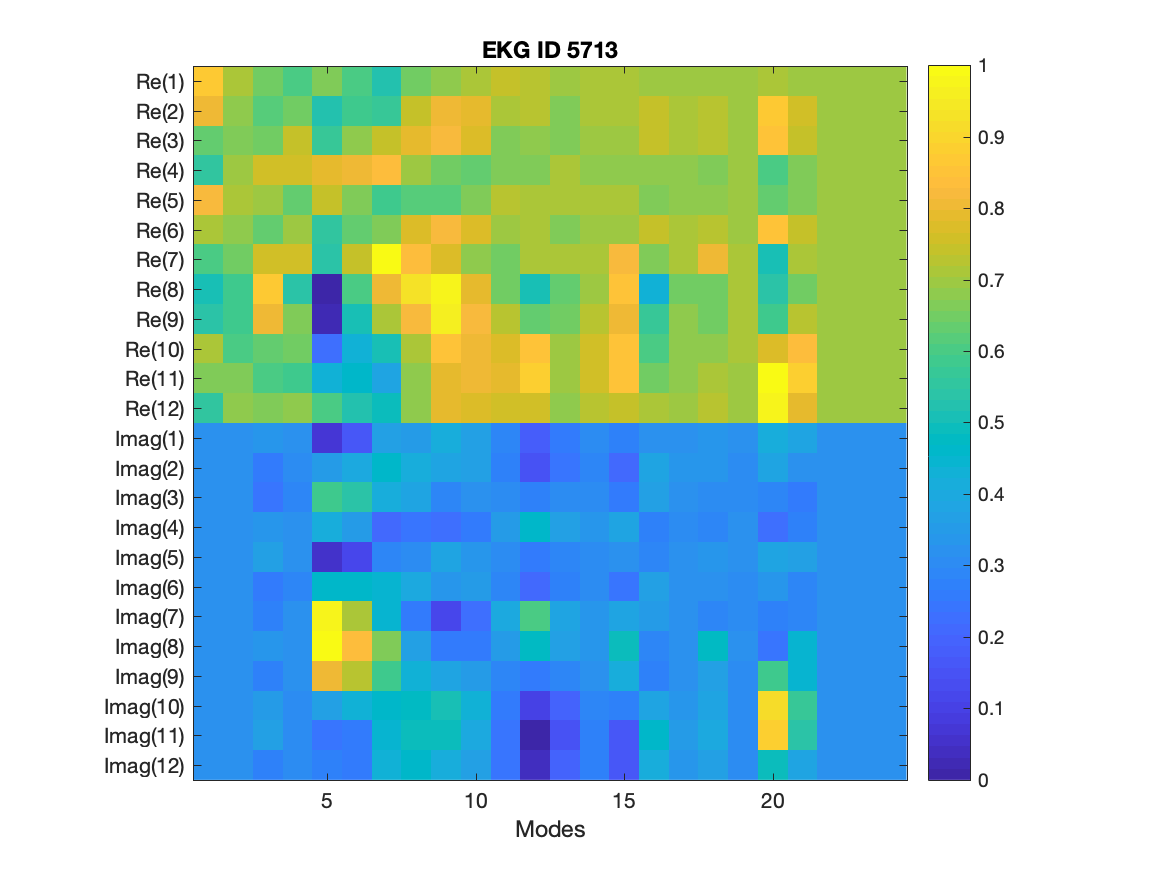 EKG ID 5713
Re(1)
Re(2)
Re(3)
Re(4)
Re(5)
Re(6)
Re(7)
Re(8)
Re(9)
Re(10)
Re(11)
Re(12)
Imag(1)
Imag(2)
Imag(3)
Imag(4)
Imag(5)
Imag(6)
Imag(7)
Imag(8)
Imag(9)
Imag(10)
Imag(11)
Imag(12)
5 10 15 20
Modes
1
0.9
0.8
0.7
0.6
0.5
0.4
0.3
0.2
0.1
0